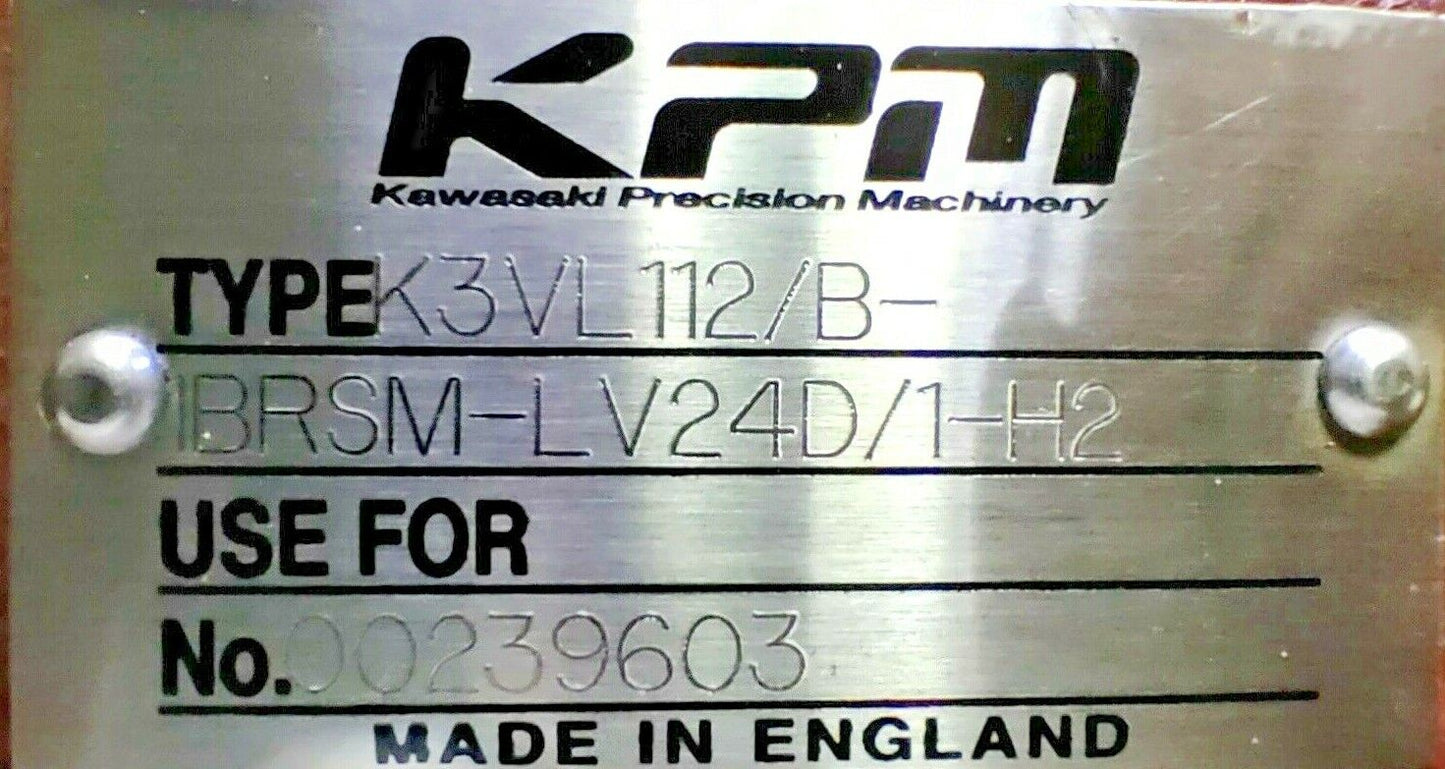 KPM
Kawasaki Precision Machinery
TYPE K3VL112/B-
1BRSM-LV24D/1-H2
USE FOR
No. 00239603
MADE IN ENGLAND